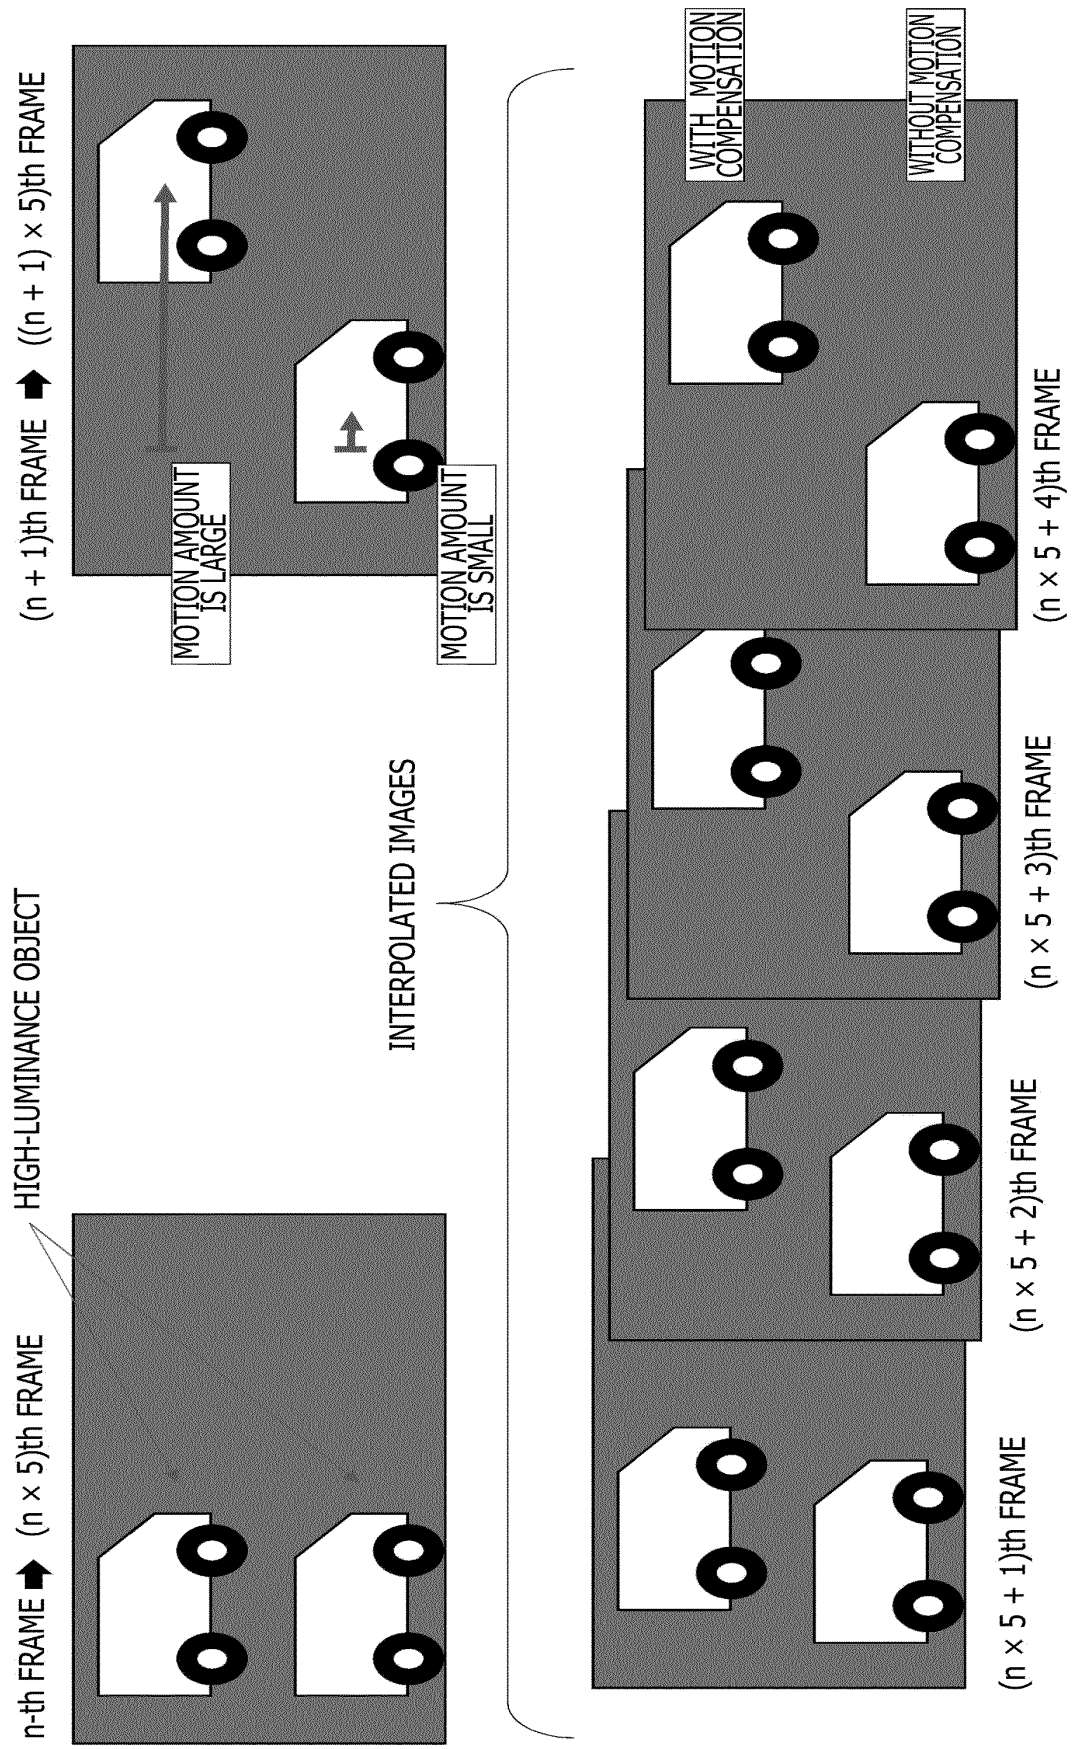 n-th FRAME ➡ (n × 5)th FRAME
HIGH-LUMINANCE OBJECT
(n + 1)th FRAME ➡ ((n + 1) × 5)th FRAME
MOTION AMOUNT
IS LARGE
MOTION AMOUNT
IS SMALL
INTERPOLATED IMAGES
WITH MOTION
COMPENSATION
WITHOUT MOTION
COMPENSATION
(n × 5 + 1)th FRAME
(n × 5 + 2)th FRAME
(n × 5 + 3)th FRAME
(n × 5 + 4)th FRAME